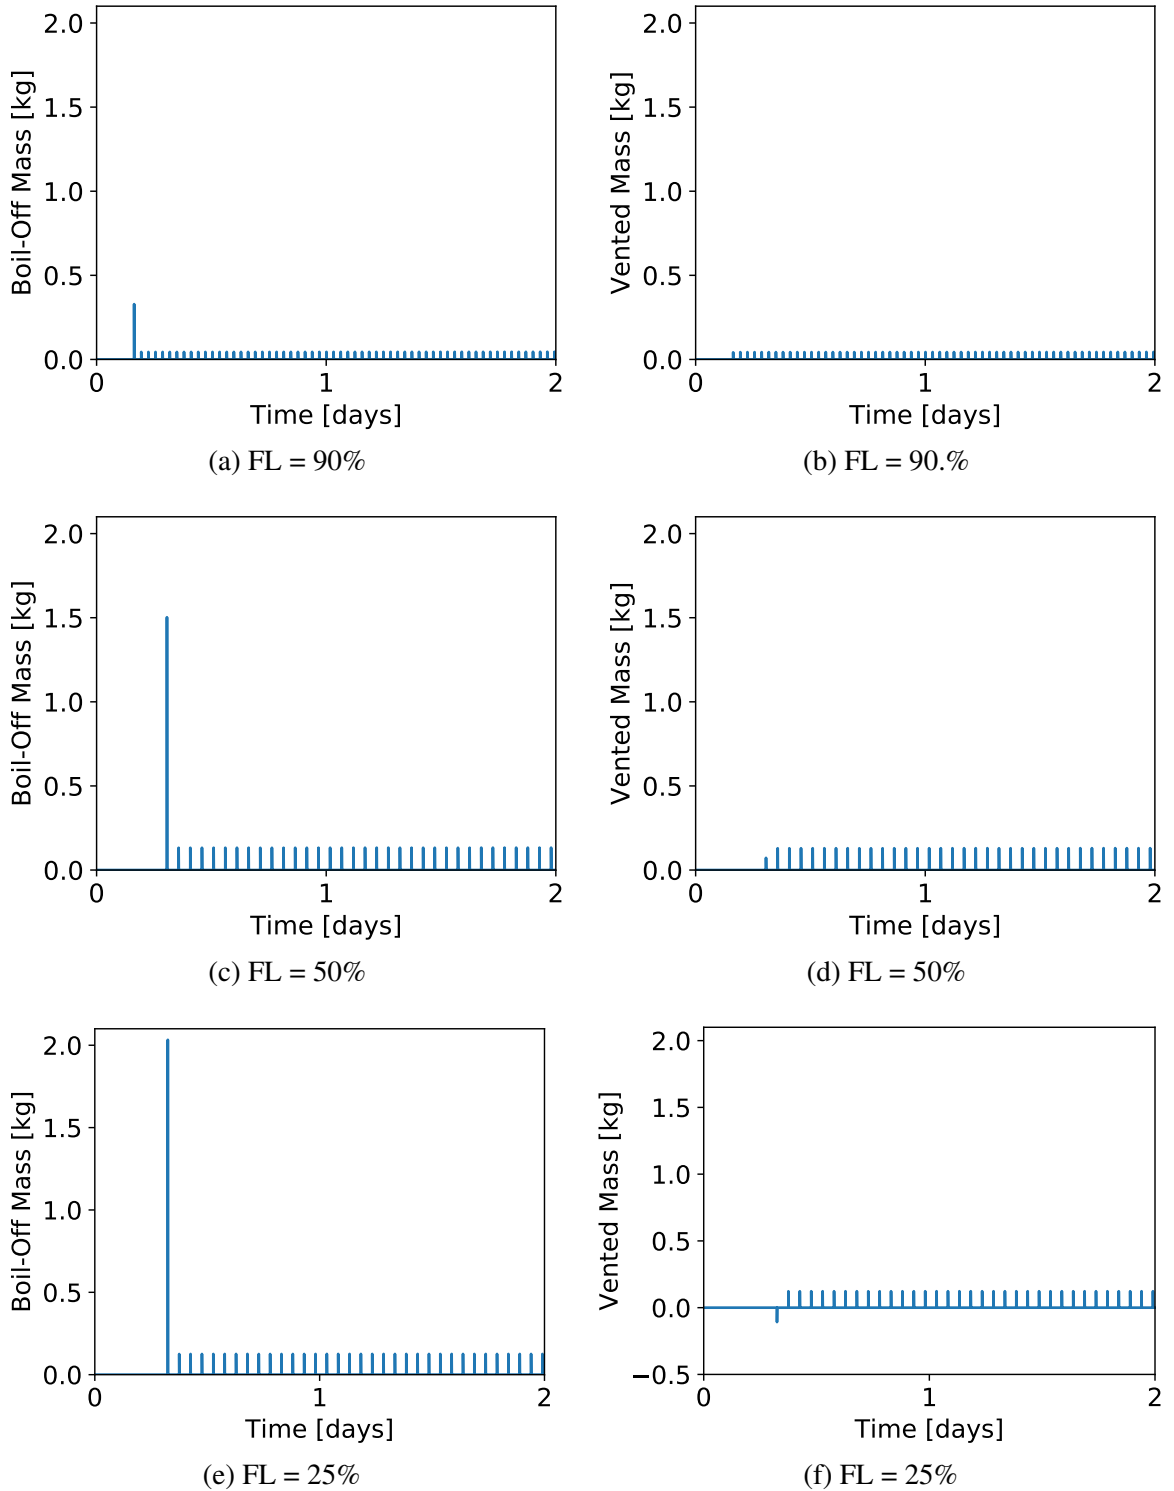 2.0
1.5
1.0
0.5
0.0
Boil-Off Mass [kg]
0 1 2
Time [days]
(a) FL = 90%
2.0
1.5
1.0
0.5
0.0
Vented Mass [kg]
0 1 2
Time [days]
(b) FL = 90.%
2.0
1.5
1.0
0.5
0.0
Boil-Off Mass [kg]
0 1 2
Time [days]
(c) FL = 50%
2.0
1.5
1.0
0.5
0.0
Vented Mass [kg]
0 1 2
Time [days]
(d) FL = 50%
2.0
1.5
1.0
0.5
0.0
Boil-Off Mass [kg]
0 1 2
Time [days]
(e) FL = 25%
2.0
1.5
1.0
0.5
0.0
−0.5
Vented Mass [kg]
0 1 2
Time [days]
(f) FL = 25%